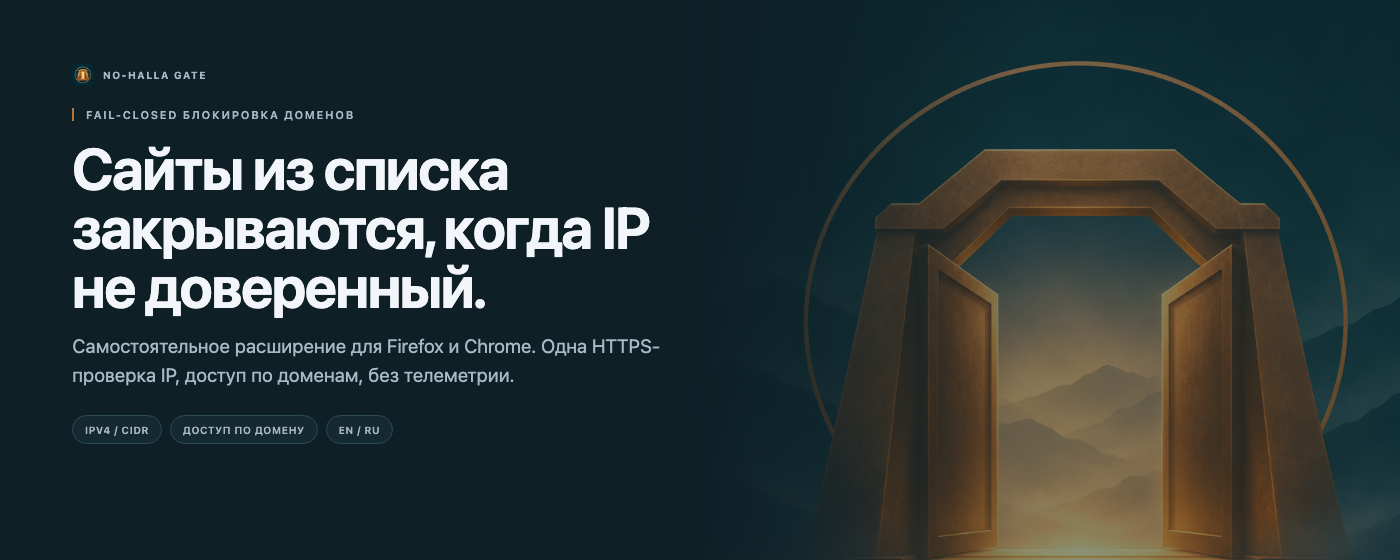 NO-HALLA GATE
FAIL-CLOSED БЛОКИРОВКА ДОМЕНОВ
Сайты из списка
закрываются, когда IP
не доверенный.
Самостоятельное расширение для Firefox и Chrome. Одна HTTPS-
проверка IP, доступ по доменам, без телеметрии.
IPV4 / CIDR ДОСТУП ПО ДОМЕНУ EN / RU